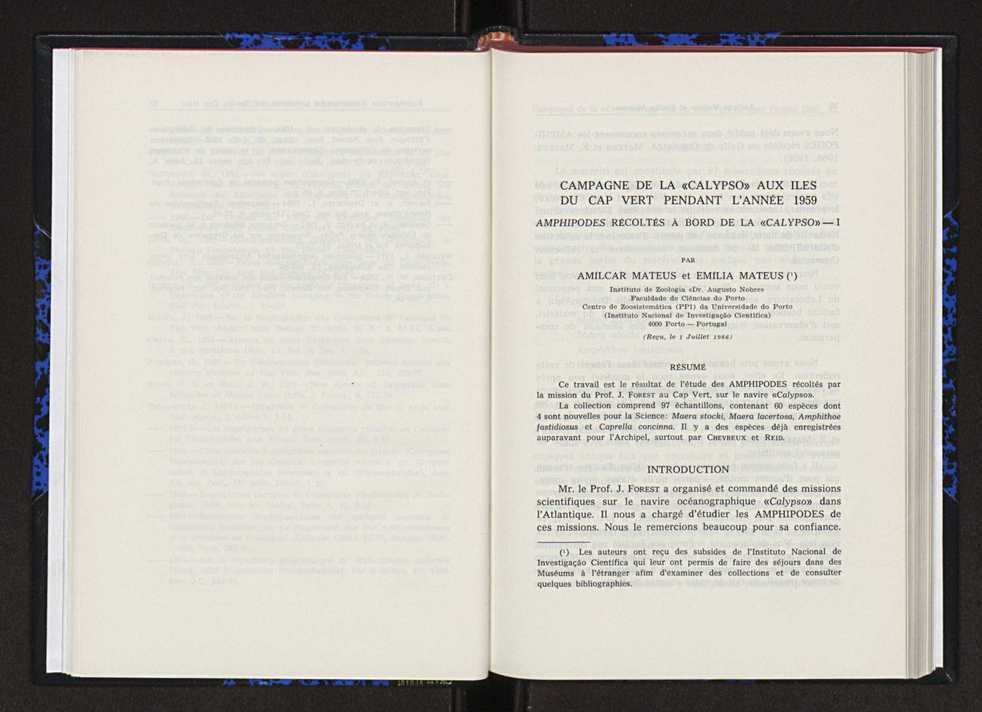 CAMPAGNE DE LA «CALYPSO» AUX ILES
DU CAP VERT PENDANT L'ANNÉE 1959
AMPHIPODES RÉCOLTÉS À BORD DE LA «CALYPSO» — I
PAR
AMÍLCAR MATEUS et EMÍLIA MATEUS (¹)
Instituto de Zoologia «Dr. Augusto Nobre»
Faculdade de Ciências do Porto
Centro de Zoosistemática (PP1) da Universidade do Porto
(Instituto Nacional de Investigação Científica)
4000 Porto — Portugal
(Reçu, le 1 Juillet 1986)
RÉSUMÉ
Ce travail est le résultat de l'étude des AMPHIPODES récoltés par
la mission du Prof. J. FOREST au Cap Vert, sur le navire «Calypso».
La collection comprend 97 échantillons, contenant 60 espèces dont
4 sont nouvelles pour la Science: Maera stocki, Maera lacertosa, Amphithoe
fastidiosus et Caprella concinna. Il y a des espèces déjà enregistrées
auparavant pour l'Archipel, surtout par CHEVREUX et REID.
INTRODUCTION
Mr. le Prof. J. FOREST a organisé et commandé des missions
scientifiques sur le navire océanographique «Calypso» dans
l'Atlantique. Il nous a chargé d'étudier les AMPHIPODES de
ces missions. Nous le remercions beaucoup pour sa confiance.
(¹) Les auteurs ont reçu des subsides de l'Instituto Nacional de
Investigação Científica qui leur ont permis de faire des séjours dans des
Muséums à l'étranger afim d'examiner des collections et de consulter
quelques bibliographies.